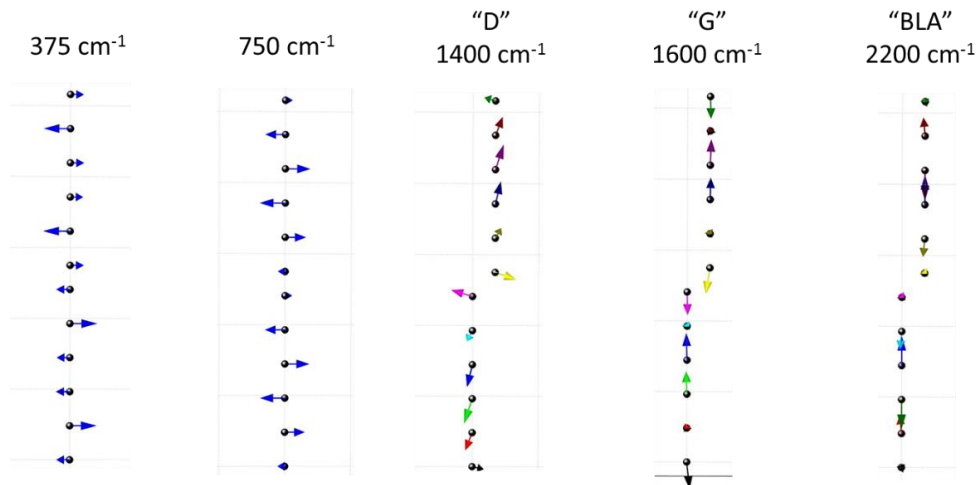 375 cm⁻¹
750 cm⁻¹
“D”
1400 cm⁻¹
“G”
1600 cm⁻¹
“BLA”
2200 cm⁻¹